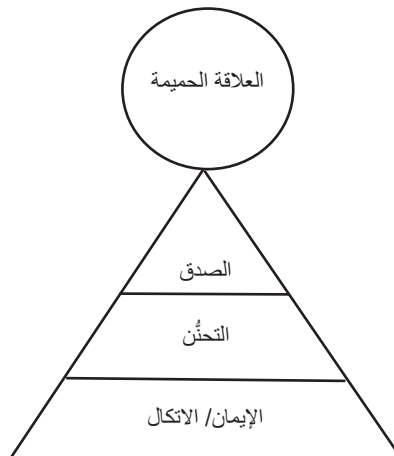 العلاقة الحميمة
الصدق
التحنُّن
الإيمان/ الاتكال